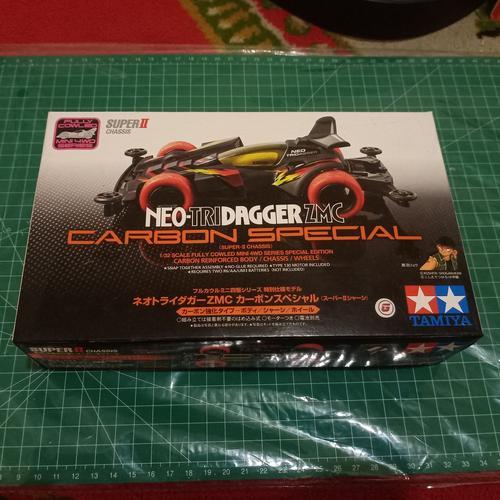 FULLY
COWLED
MINI 4WD
SERIES
SUPER II
CHASSIS
NEO
TRIDAGGER
NEO-TRIDAGGER ZMC
CARBON SPECIAL
(SUPER-II CHASSIS)
1/32 SCALE FULLY COWLED MINI 4WD SERIES SPECIAL EDITION
CARBON REINFORCED BODY / CHASSIS / WHEELS
★SNAP TOGETHER ASSEMBLY ★NO GLUE REQUIRED ★TYPE 130 MOTOR INCLUDED
★REQUIRES TWO R6/AA/UM3 BATTERIES (NOT INCLUDED)
フルカウルミニ四駆シリーズ 特別仕様モデル
ネオトライダガーZMC カーボンスペシャル(スーパーIIシャーシ)
カーボン強化タイプ・ボディ/シャーシ/ホイール
TAMIYA
SUPER II CHASSIS